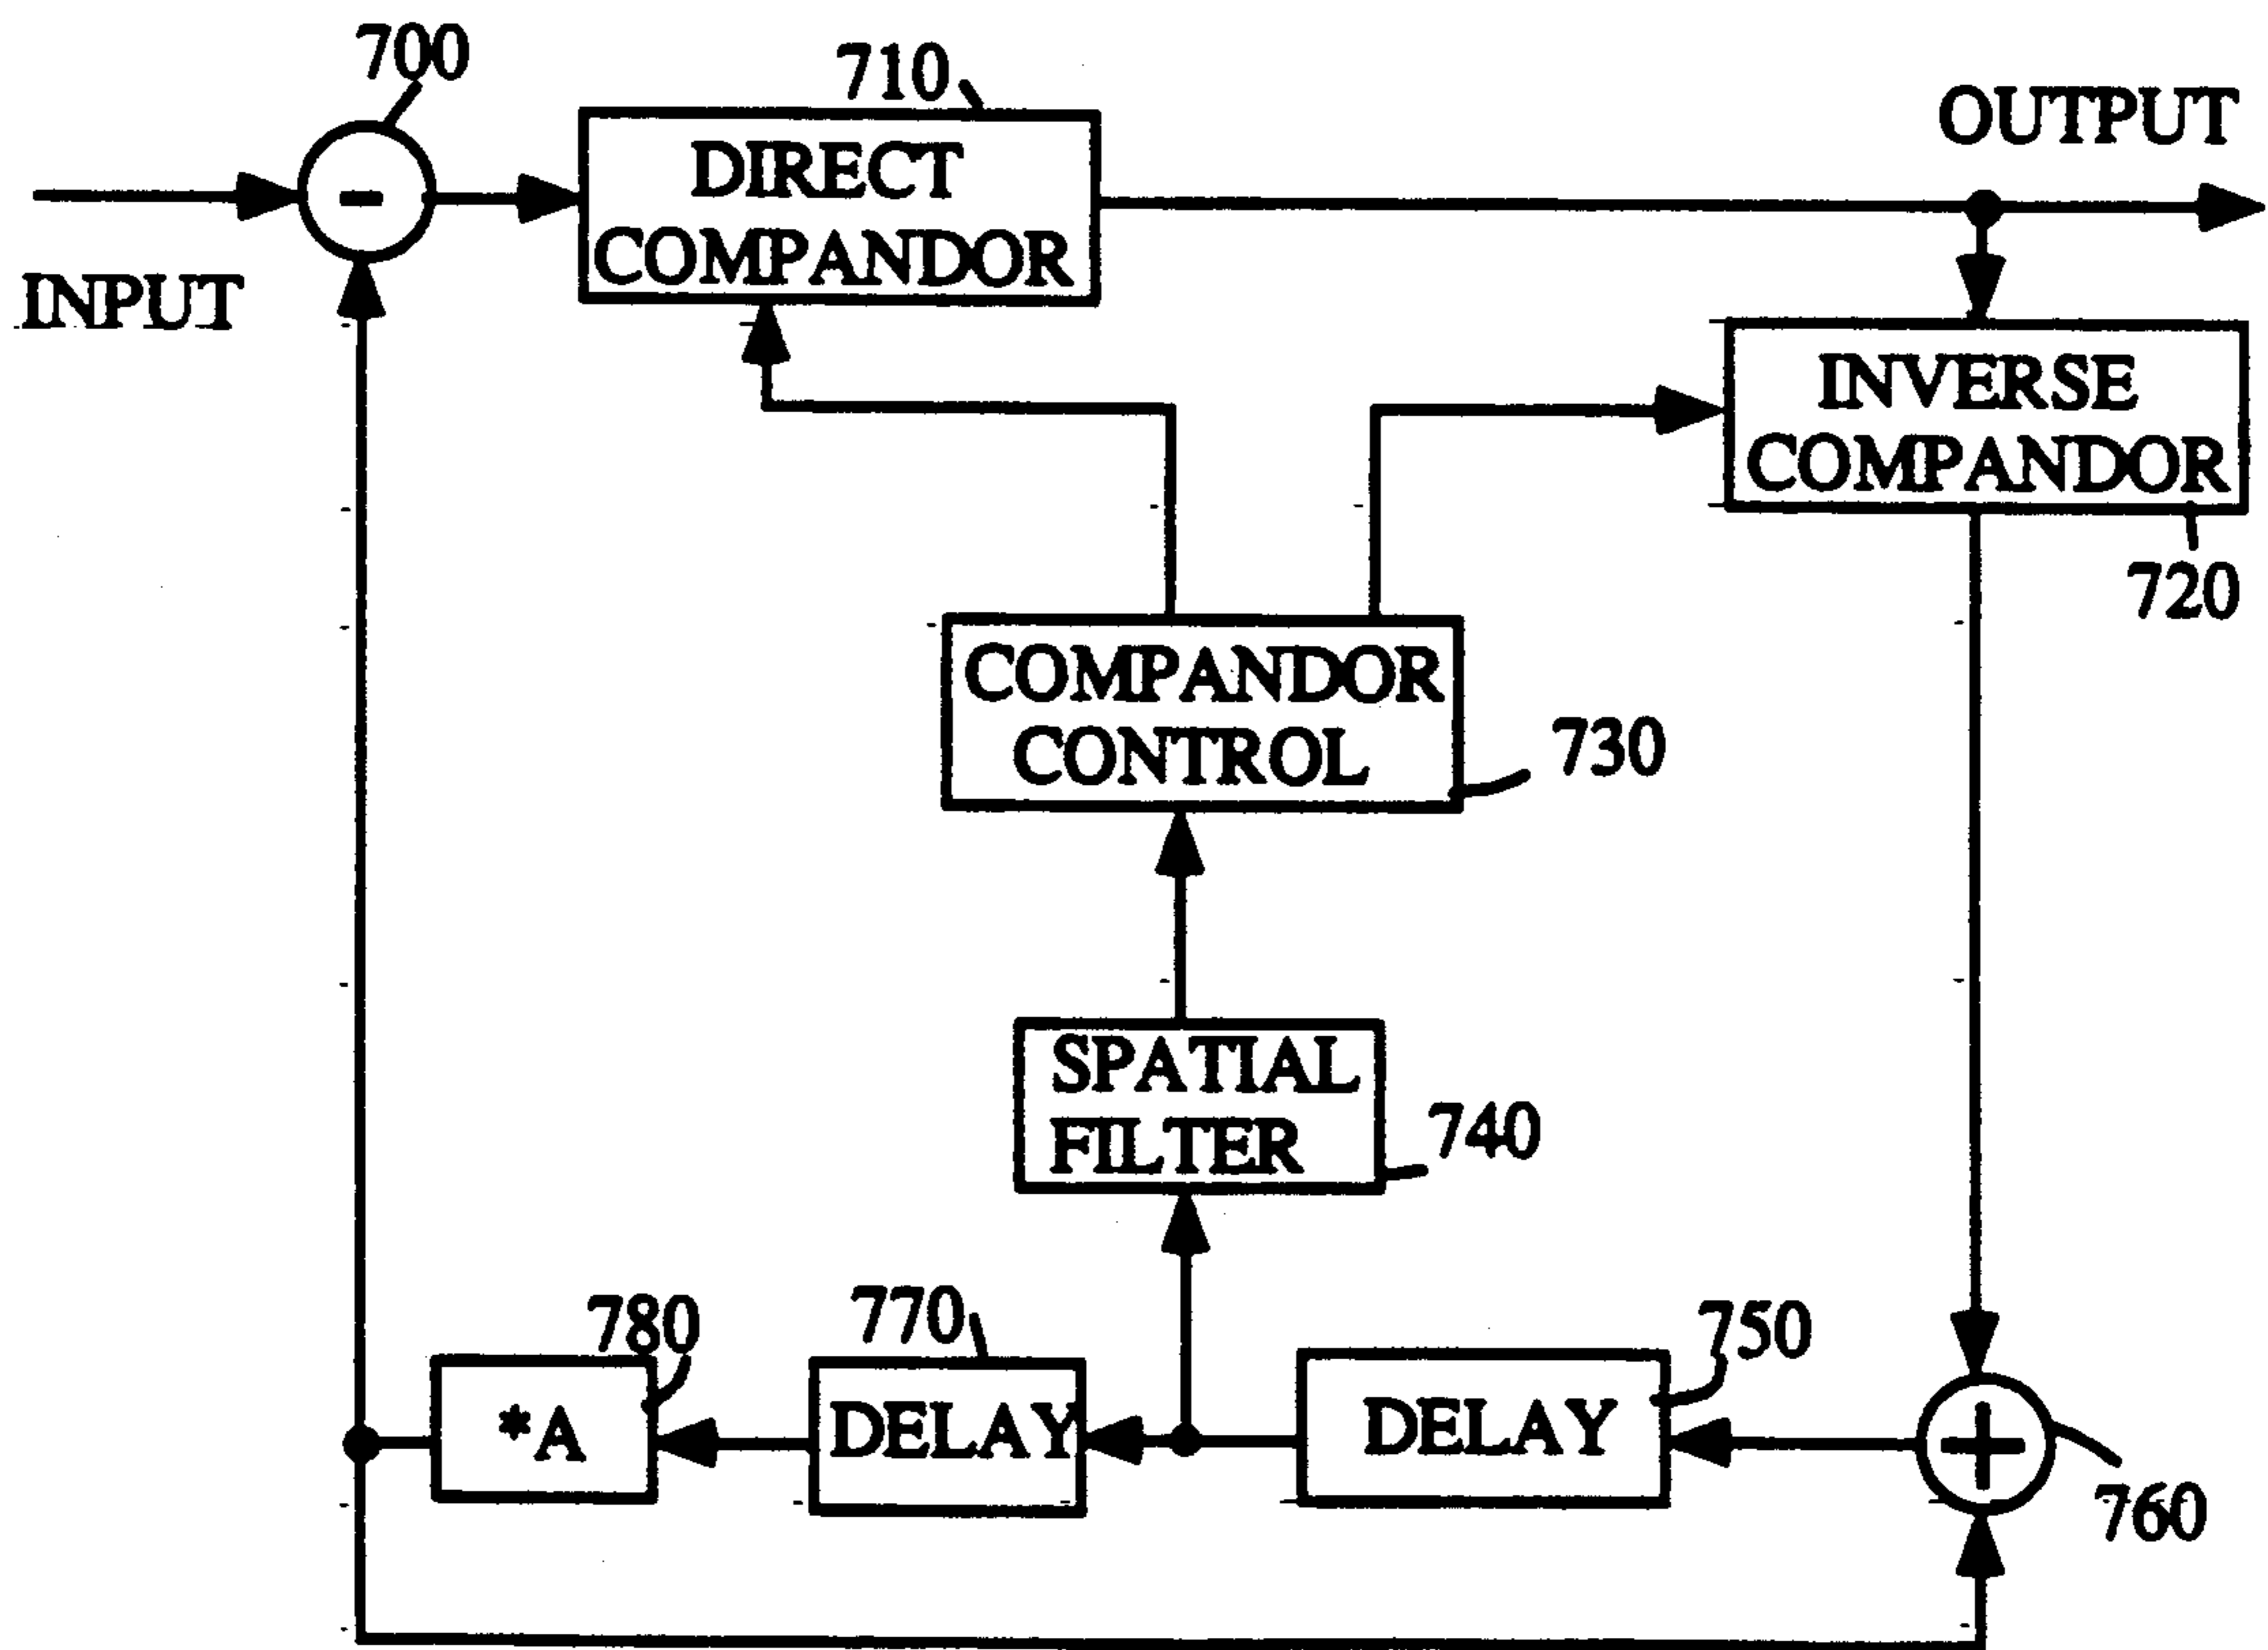 700
710
OUTPUT
DIRECT
COMPANDOR
INPUT
INVERSE
COMPANDOR
720
COMPANDOR
CONTROL
730
SPATIAL
FILTER
740
780
770
750
*A
DELAY
DELAY
760